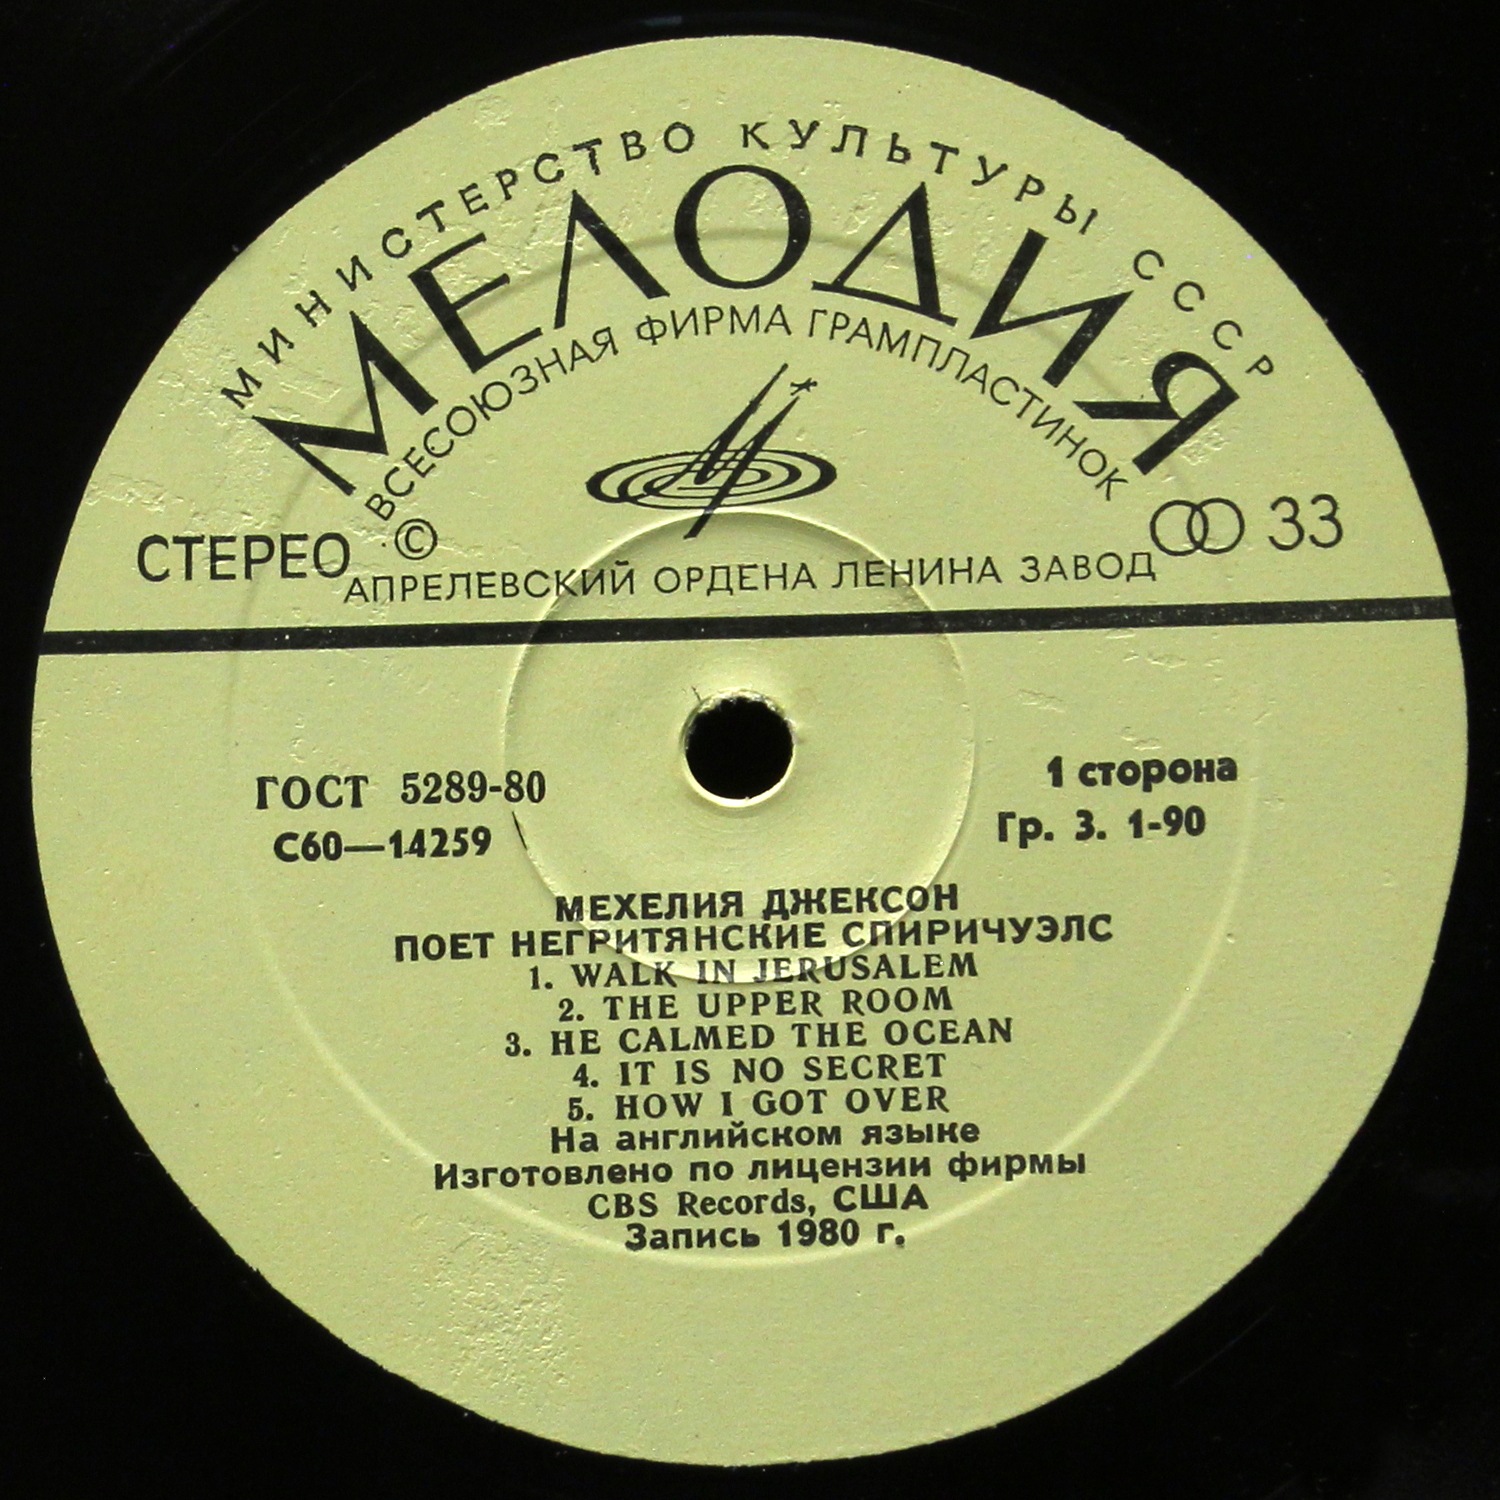 МИНИСТЕРСТВО КУЛЬТУРЫ СССР
МЕЛОДИЯ
ВСЕСОЮЗНАЯ ФИРМА ГРАМПЛАСТИНОК
СТЕРЕО
©
33
АПРЕЛЕВСКИЙ ОРДЕНА ЛЕНИНА ЗАВОД
ГОСТ 5289-80
С60—14259
1 сторона
Гр. 3. 1-90
МЕХЕЛИЯ ДЖЕКСОН
ПОЕТ НЕГРИТЯНСКИЕ СПИРИЧУЭЛС
1. WALK IN JERUSALEM
2. THE UPPER ROOM
3. HE CALMED THE OCEAN
4. IT IS NO SECRET
5. HOW I GOT OVER
На английском языке
Изготовлено по лицензии фирмы
CBS Records, США
Запись 1980 г.